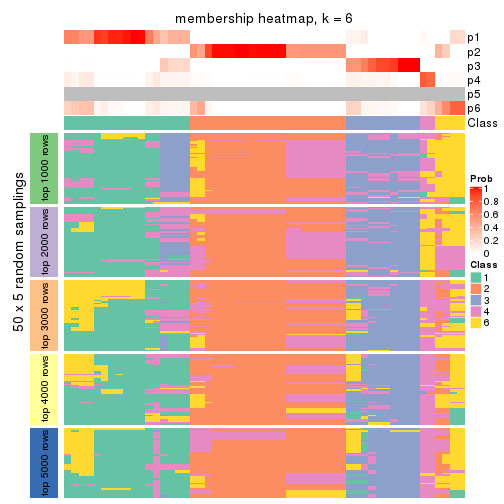 membership heatmap, k = 6
p1
p2
p3
p4
p5
p6
Class
50 x 5 random samplings
top 1000 rows
top 2000 rows
top 3000 rows
top 4000 rows
top 5000 rows
Prob
1
0.8
0.6
0.4
0.2
0
Class
1
2
3
4
6